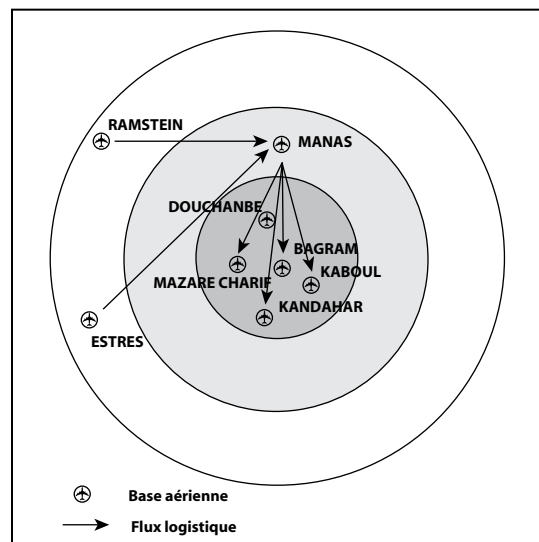 RAMSTEIN
MANAS
DOUCHANBE
BAGRAM
MAZARE CHARIF
KABOUL
KANDAHAR
ESTRES
Base aérienne
Flux logistique